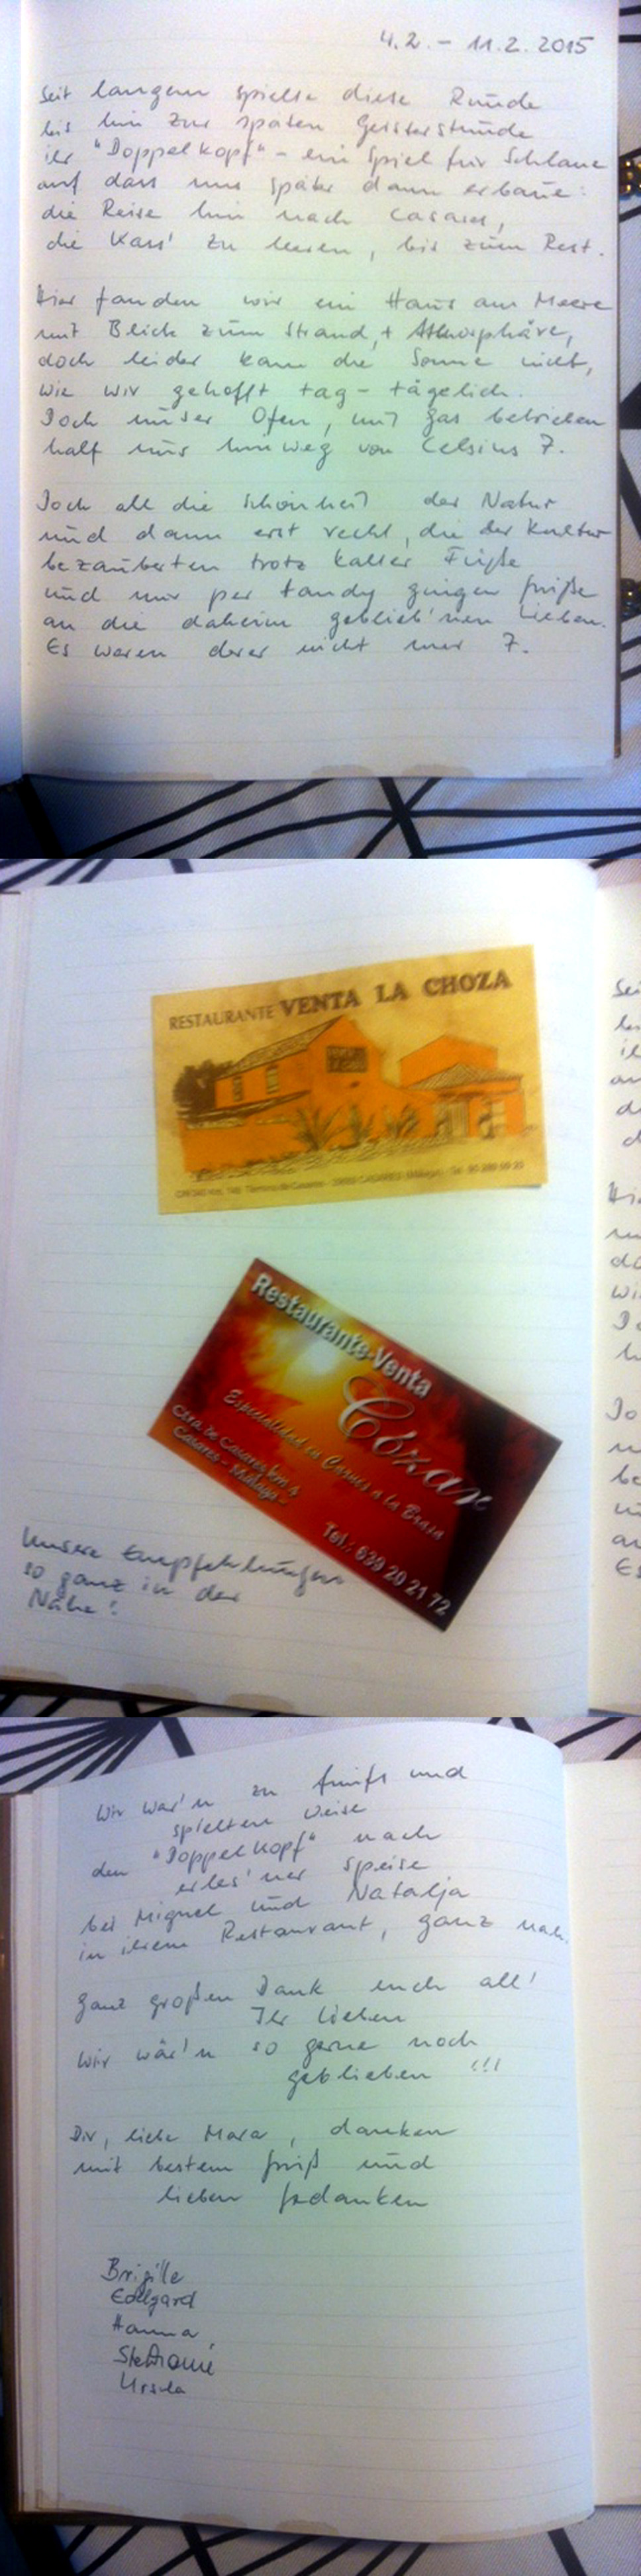 4.2. – 11.2. 2015
Seit langem spielte diese Runde
bis hin zur späten Geisterstunde
ihr "Doppelkopf" – ein Spiel für Schlaue
auf dass uns später dann erbaue:
die Reise hin nach Casares,
die Kass' zu leeren, bis zum Rest.
Hier fanden wir ein Haus am Meere
mit Blick zum Strand, + Atmosphäre,
doch leider kam die Sonne nicht,
wie wir gehofft tag-tägelich.
Doch unser Ofen, mit Gas betrieben
half uns hinweg von Celsius 7.
Doch all die Schönheit der Natur
und dann erst recht, die der Kultur
bezauberten trotz kalter Füße
und nur per Handy gingen Grüße
an die daheim geblieb'nen Lieben.
Es waren derer nicht nur 7.
RESTAURANTE VENTA LA CHOZA
Restaurante-Venta
Cózar
Especialidad en Carnes a la Brasa
Ctra de Casares km 4
Casares - Málaga -
Tel.: 639 20 21 72
Unsere Empfehlungen
so ganz in der
Nähe!
Wir war'n zu fünft und
spielten weise
den "Doppelkopf" nach
erles'ner Speise
bei Miguel und Natalja
in ihrem Restaurant, ganz nah.
Ganz großen Dank euch all'
Ihr Lieben
Wir wär'n so gerne noch
geblieben !!!
Dir, liebe Mara, danken
mit bestem Gruß und
lieben Gedanken
Brigitte
Edelgard
Hanna
Stefanie
Ursula